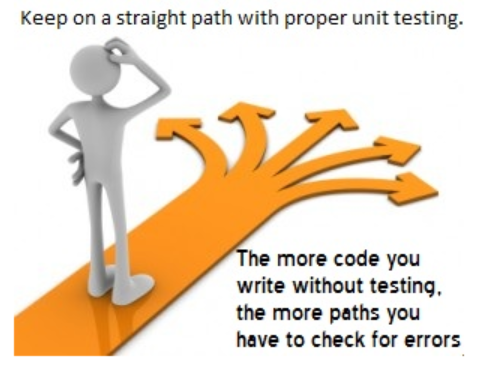 Keep on a straight path with proper unit testing.
The more code you
write without testing,
the more paths you
have to check for errors